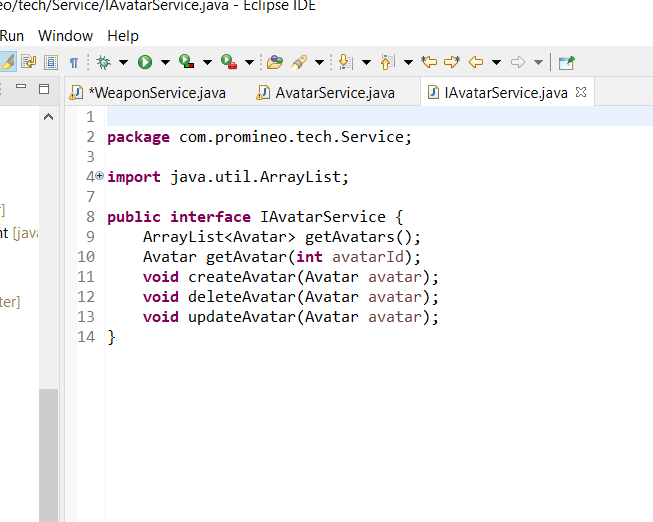 eo/tech/Service/IAvatarService.java - Eclipse IDE
Run Window Help
*WeaponService.java AvatarService.java IAvatarService.java
1
2 package com.promineo.tech.Service;
3
4 import java.util.ArrayList;
7
8 public interface IAvatarService {
9 ArrayList<Avatar> getAvatars();
10 Avatar getAvatar(int avatarId);
11 void createAvatar(Avatar avatar);
12 void deleteAvatar(Avatar avatar);
13 void updateAvatar(Avatar avatar);
14 }
]
nt [java
ter]